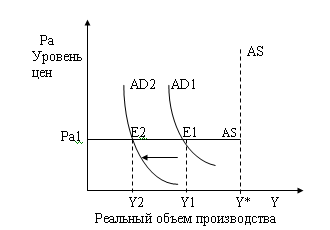 Pa
Уровень
цен
AS
AD2 AD1
Pa1 E2 E1 AS
Y2 Y1 Y* Y
Реальный объем производства